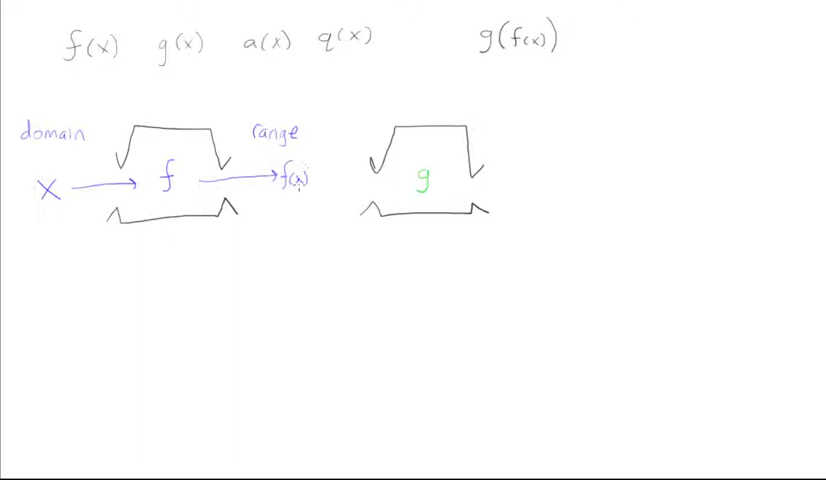 f(x) g(x) a(x) q(x) g(f(x))
domain range
x f f(x) g